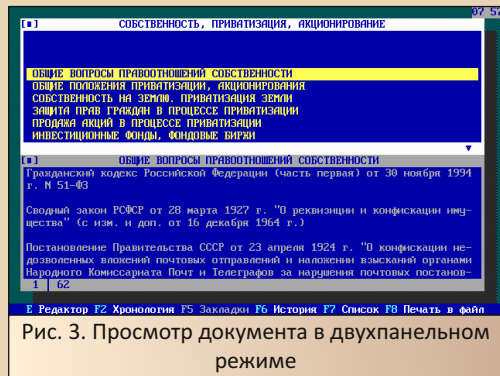 07 57
[■] СОБСТВЕННОСТЬ, ПРИВАТИЗАЦИЯ, АКЦИОНИРОВАНИЕ
ОБЩИЕ ВОПРОСЫ ПРАВООТНОШЕНИЙ СОБСТВЕННОСТИ
ОБЩИЕ ПОЛОЖЕНИЯ ПРИВАТИЗАЦИИ, АКЦИОНИРОВАНИЯ
СОБСТВЕННОСТЬ НА ЗЕМЛЮ. ПРИВАТИЗАЦИЯ ЗЕМЛИ
ЗАЩИТА ПРАВ ГРАЖДАН В ПРОЦЕССЕ ПРИВАТИЗАЦИИ
ПРОДАЖА АКЦИЙ В ПРОЦЕССЕ ПРИВАТИЗАЦИИ
ИНВЕСТИЦИОННЫЕ ФОНДЫ, ФОНДОВЫЕ БИРЖИ
[■] ОБЩИЕ ВОПРОСЫ ПРАВООТНОШЕНИЙ СОБСТВЕННОСТИ
Гражданский кодекс Российской Федерации (часть первая) от 30 ноября 1994
г. N 51-ФЗ
Сводный закон РСФСР от 28 марта 1927 г. "О реквизиции и конфискации иму-
щества" (с изм. и доп. от 16 декабря 1964 г.)
Постановление Правительства СССР от 23 апреля 1924 г. "О конфискации не-
дозволенных вложений почтовых отправлений и наложении взысканий органами
Народного Комиссариата Почт и Телеграфов за нарушения почтовых постанов-
1 62
E Редактор F2 Хронология F5 Закладки F6 История F7 Список F8 Печать в файл
Рис. 3. Просмотр документа в двухпанельном
режиме